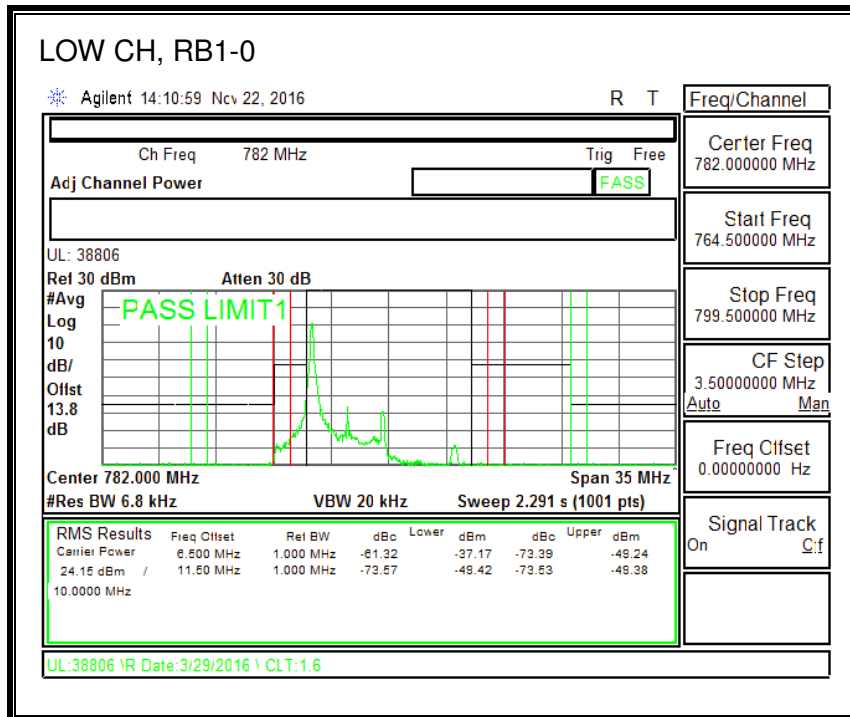 LOW CH, RB1-0
Agilent 14:10:59 Nov 22, 2016 R T
Freq/Channel
Ch Freq 782 MHz Trig Free
Adj Channel Power PASS
Center Freq
782.000000 MHz
Start Freq
764.500000 MHz
Stop Freq
799.500000 MHz
CF Step
3.50000000 MHz
Auto Man
Freq Offset
0.00000000 Hz
Signal Track
On Off
UL: 38806
Ref 30 dBm Atten 30 dB
#Avg
Log
10
dB/
Offst
13.8
dB
PASS LIMIT1
Center 782.000 MHz Span 35 MHz
#Res BW 6.8 kHz VBW 20 kHz Sweep 2.291 s (1001 pts)
RMS Results Freq Offset Ref BW dBc Lower dBm dBc Upper dBm
Carrier Power 6.500 MHz 1.000 MHz -61.32 -37.17 -73.39 -49.24
24.15 dBm / 11.50 MHz 1.000 MHz -73.57 -49.42 -73.53 -49.38
10.0000 MHz
UL:38806 \R Date:3/29/2016 \ CLT:1.6